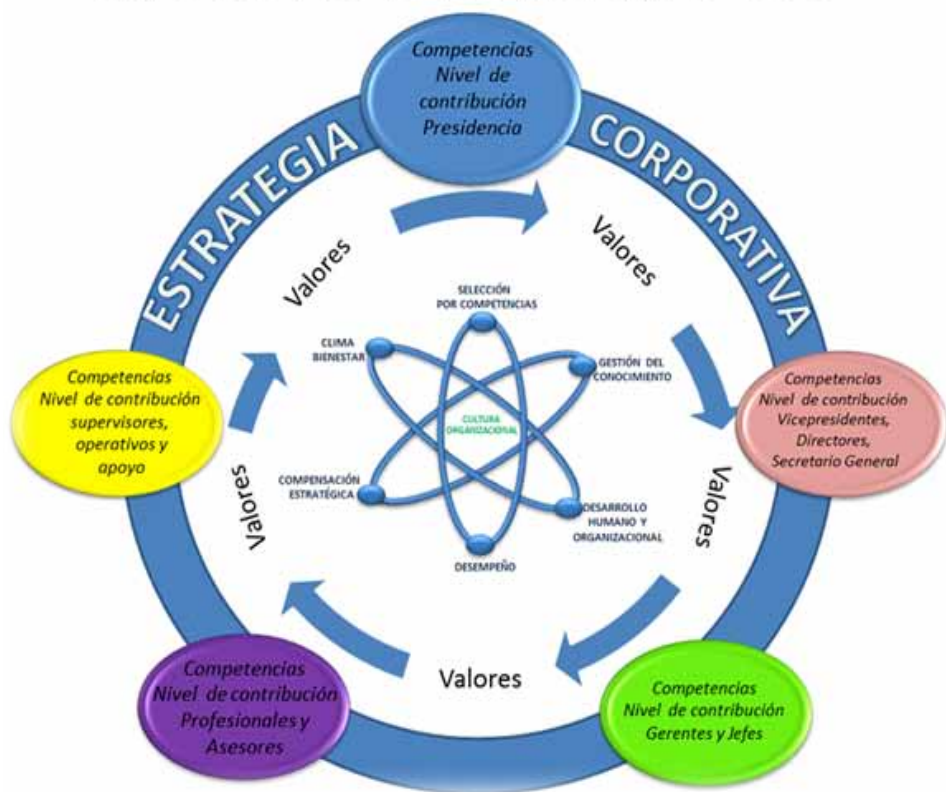 Competencias
Nivel de
contribución
Presidencia
ESTRATEGIA
CORPORATIVA
Valores
Valores
SELECCIÓN
POR COMPETENCIAS
CLIMA
BIENESTAR
GESTIÓN DEL
CONOCIMIENTO
Competencias
Nivel de contribución
supervisores,
operativos y
apoyo
CULTURA
ORGANIZACIONAL
Competencias
Nivel de contribución
Vicepresidentes,
Directores,
Secretario General
Valores
COMPENSACIÓN
ESTRATÉGICA
DESARROLLO
HUMANO Y
ORGANIZACIONAL
Valores
DESEMPEÑO
Competencias
Nivel de contribución
Profesionales y
Asesores
Valores
Competencias
Nivel de contribución
Gerentes y Jefes